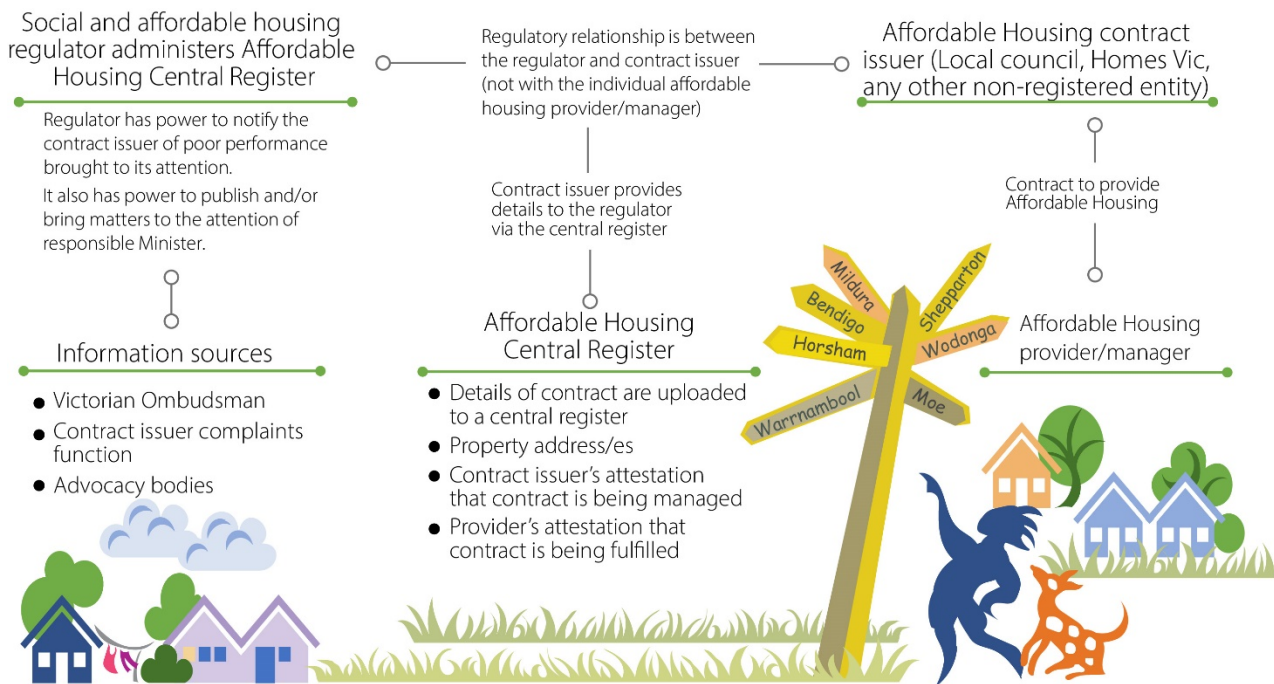 Social and affordable housing
regulator administers Affordable
Housing Central Register
Regulator has power to notify the
contract issuer of poor performance
brought to its attention.
It also has power to publish and/or
bring matters to the attention of
responsible Minister.
Information sources
● Victorian Ombudsman
● Contract issuer complaints
function
● Advocacy bodies
Regulatory relationship is between
the regulator and contract issuer
(not with the individual affordable
housing provider/manager)
Contract issuer provides
details to the regulator
via the central register
Affordable Housing
Central Register
● Details of contract are uploaded
to a central register
● Property address/es
● Contract issuer’s attestation
that contract is being managed
● Provider’s attestation that
contract is being fulfilled
Affordable Housing contract
issuer (Local council, Homes Vic,
any other non-registered entity)
Contract to provide
Affordable Housing
Affordable Housing
provider/manager
Mildura
Bendigo
Horsham
Warrnambool
Shepparton
Wodonga
Moe